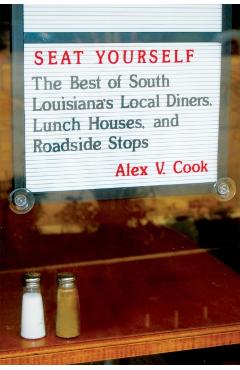 SEAT YOURSELF
The Best of South
Louisiana's Local Diners,
Lunch Houses, and
Roadside Stops
Alex V. Cook